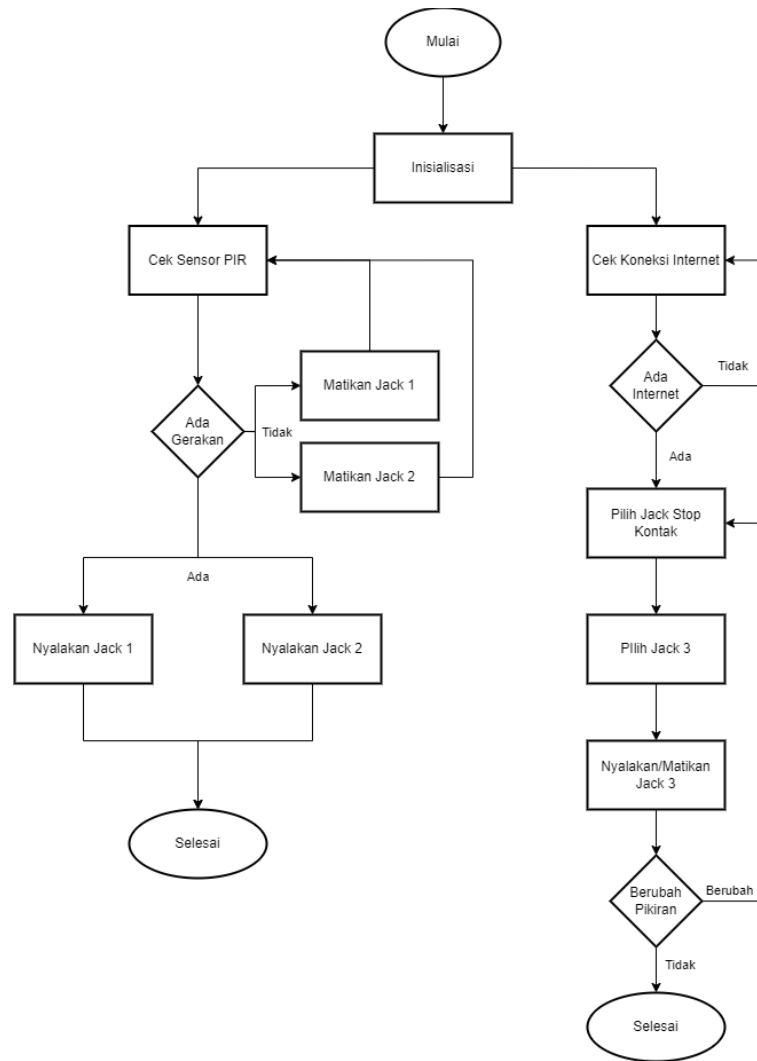 Mulai
Inisialisasi
Cek Sensor PIR
Cek Koneksi Internet
Matikan Jack 1
Ada
Gerakan
Tidak
Matikan Jack 2
Ada
Internet
Tidak
Ada
Pilih Jack Stop
Kontak
Ada
Nyalakan Jack 1
Nyalakan Jack 2
PIlih Jack 3
Nyalakan/Matikan
Jack 3
Selesai
Berubah
Pikiran
Berubah
Tidak
Selesai